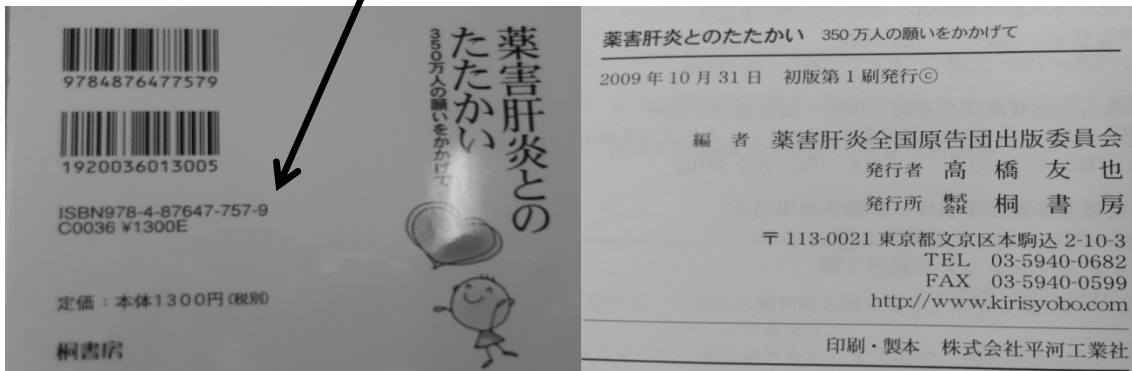 9784876477579
1920036013005
ISBN978-4-87647-757-9
C0036 ¥1300E
定価：本体1300円(税別)
桐書房
薬害肝炎との
たたかい
350万人の願いをかかげて
薬害肝炎とのたたかい 350万人の願いをかかげて
2009年10月31日 初版第1刷発行©
編 者 薬害肝炎全国原告団出版委員会
発行者 高橋友也
発行所 株式会社 桐書房
〒113-0021 東京都文京区本駒込 2-10-3
TEL 03-5940-0682
FAX 03-5940-0599
http://www.kirisyobo.com
印刷・製本 株式会社平河工業社